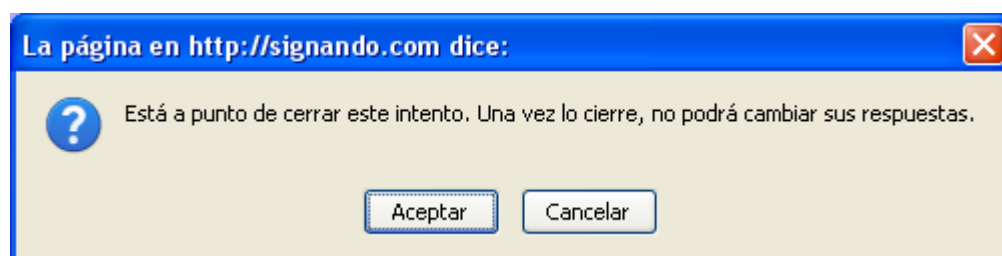 La página en http://signando.com dice:
Está a punto de cerrar este intento. Una vez lo cierre, no podrá cambiar sus respuestas.
Aceptar Cancelar